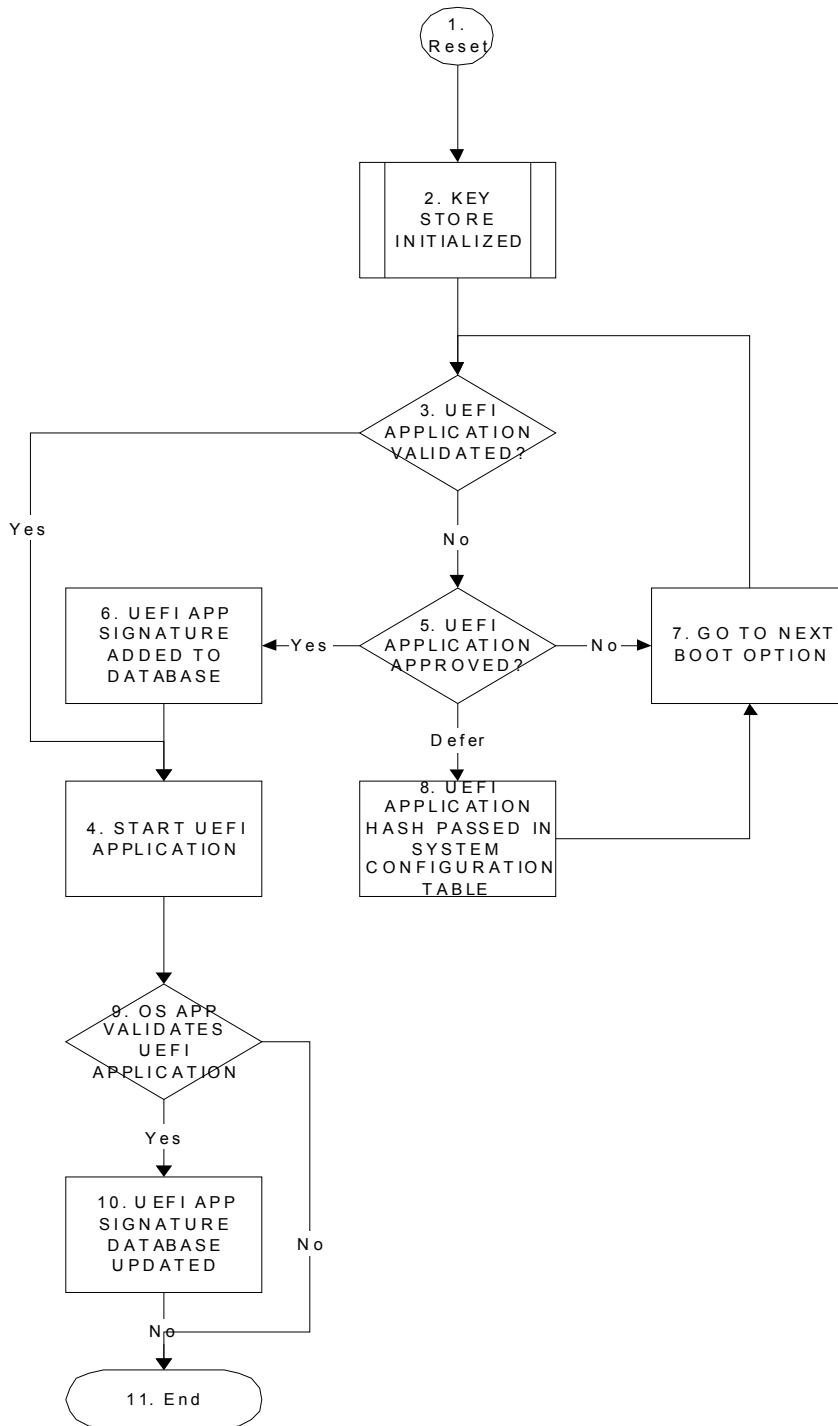 1.
Reset
2. KEY
STORE
INITIALIZED
3. UEFI
APPLICATION
VALIDATED?
Yes
No
6. UEFI APP
SIGNATURE
ADDED TO
DATABASE
Yes
5. UEFI
APPLICATION
APPROVED?
No
7. GO TO NEXT
BOOT OPTION
Defer
4. START UEFI
APPLICATION
8. UEFI
APPLICATION
HASH PASSED IN
SYSTEM
CONFIGURATION
TABLE
9. OS APP
VALIDATES
UEFI
APPLICATION
Yes
10. UEFI APP
SIGNATURE
DATABASE
UPDATED
No
No
11. End